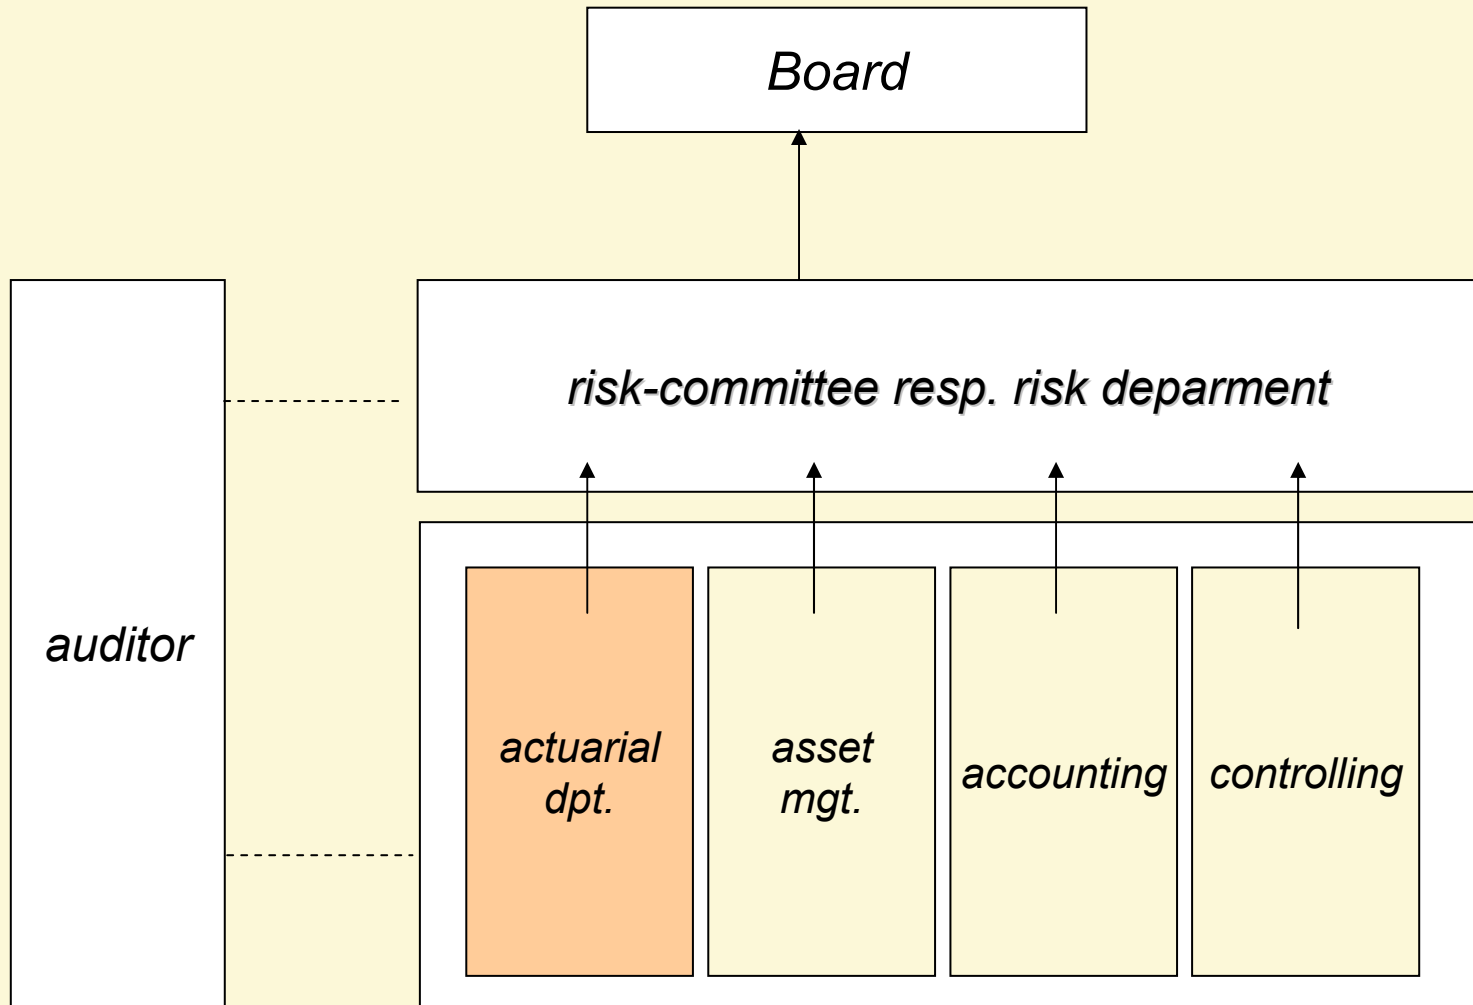 Board
risk-committee resp. risk deparment
auditor
actuarial
dpt.
asset
mgt.
accounting
controlling